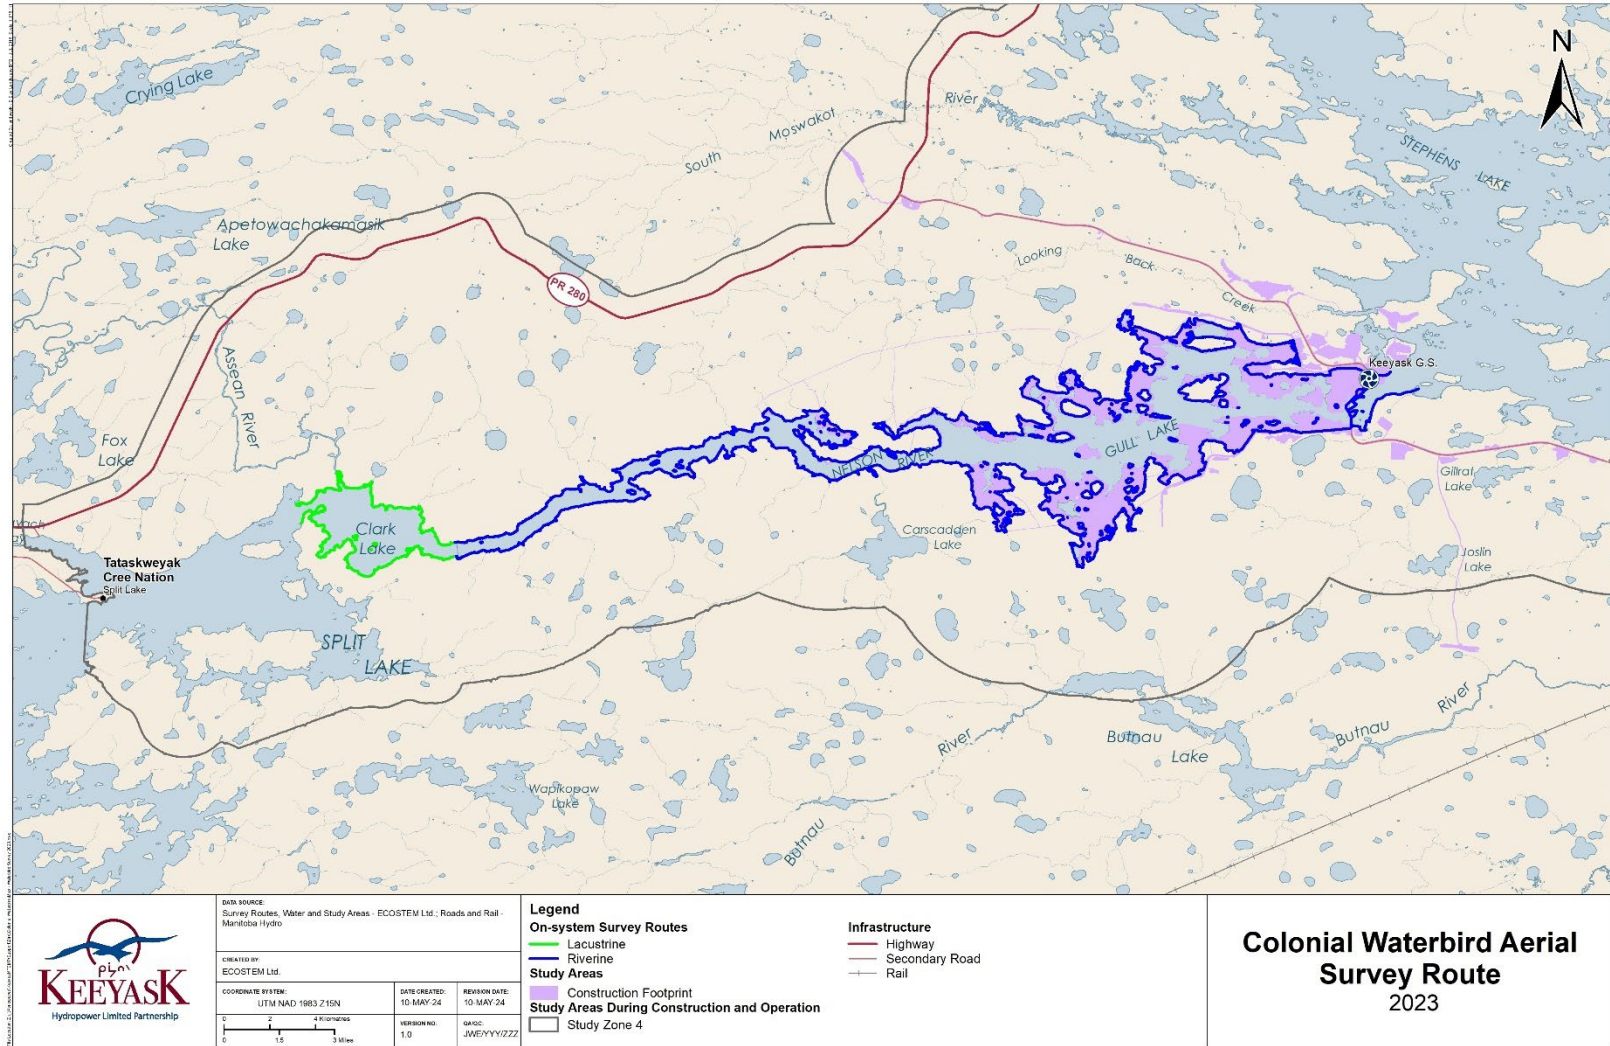 N
Crying Lake
Moswakot
River
South
STEPHENS
LAKE
Apetowachakamasik
Lake
Looking
Back
Creek
PR 280
Assean River
Keeyask G.S.
Fox
Lake
GULL LAKE
NELSON RIVER
Gillrat
Lake
Clark
Lake
Carscadden
Lake
Joslin
Lake
Tataskweyak
Cree Nation
Split Lake
SPLIT
LAKE
River
Butnau
Lake
Butnau
River
Wapikopaw
Lake
Butnau
KEEYASK
Hydropower Limited Partnership
DATA SOURCE:
Survey Routes, Water and Study Areas - ECOSTEM Ltd.; Roads and Rail -
Manitoba Hydro
CREATED BY:
ECOSTEM Ltd.
COORDINATE SYSTEM:
UTM NAD 1983 Z15N
DATE CREATED:
10-MAY-24
REVISION DATE:
10-MAY-24
0 2 4 Kilometres
0 1.5 3 Miles
VERSION NO.
1.0
QA/QC:
JWE/YYY/ZZZ
Legend
On-system Survey Routes
Lacustrine
Riverine
Study Areas
Construction Footprint
Study Areas During Construction and Operation
Study Zone 4
Infrastructure
Highway
Secondary Road
Rail
Colonial Waterbird Aerial
Survey Route
2023